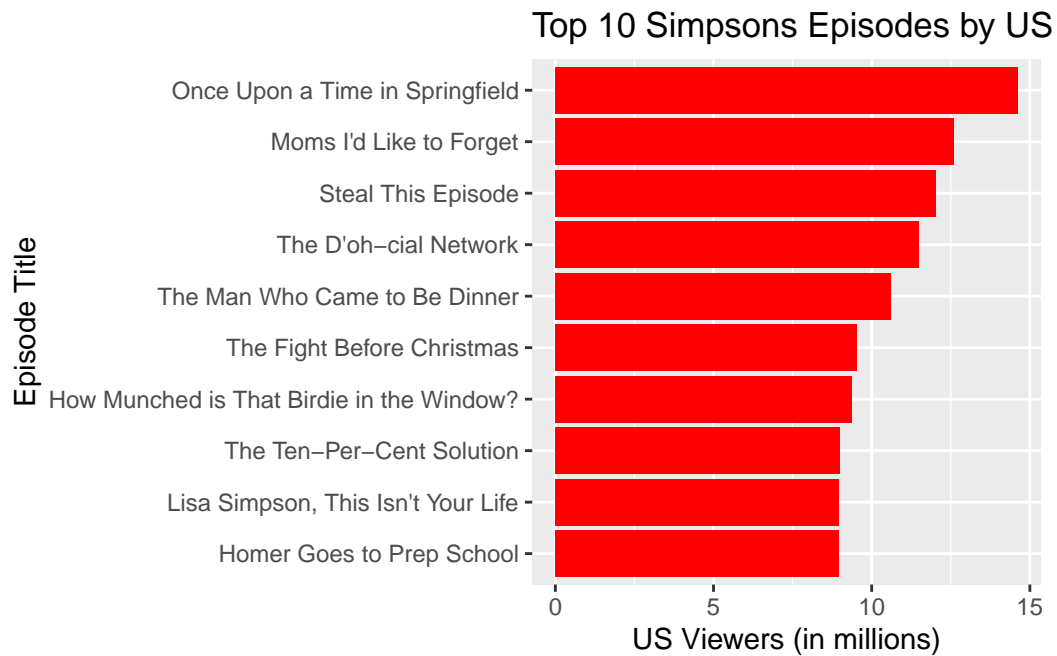 Top 10 Simpsons Episodes by US
Once Upon a Time in Springfield
Moms I'd Like to Forget
Steal This Episode
The D'oh−cial Network
The Man Who Came to Be Dinner
The Fight Before Christmas
How Munched is That Birdie in the Window?
The Ten−Per−Cent Solution
Lisa Simpson, This Isn't Your Life
Homer Goes to Prep School
Episode Title
0 5 10 15
US Viewers (in millions)